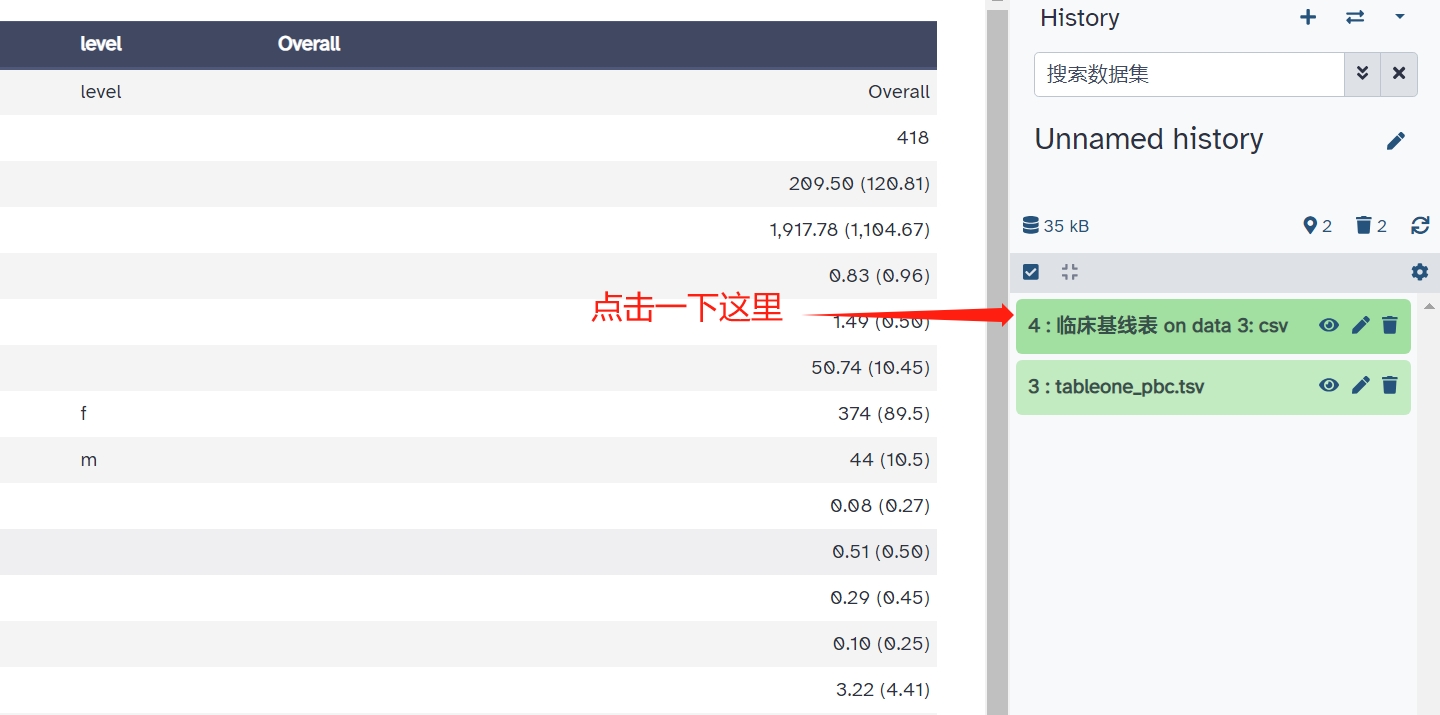 level Overall
level Overall
418
209.50 (120.81)
1,917.78 (1,104.67)
0.83 (0.96)
点击一下这里
1.49 (0.50)
50.74 (10.45)
f 374 (89.5)
m 44 (10.5)
0.08 (0.27)
0.51 (0.50)
0.29 (0.45)
0.10 (0.25)
3.22 (4.41)
History
搜索数据集
Unnamed history
35 kB 2 2
4 : 临床基线表 on data 3: csv
3 : tableone_pbc.tsv